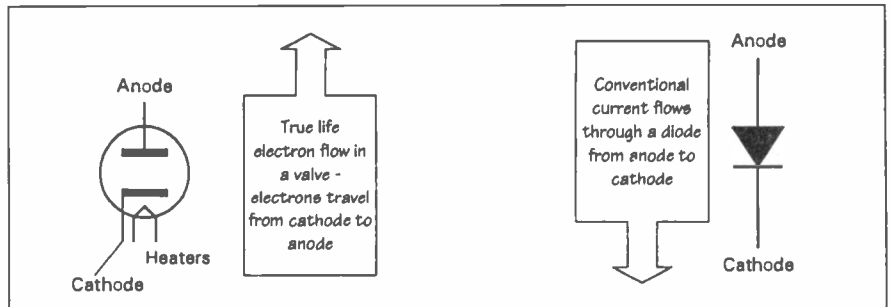 Anode
True life
electron flow in
a valve -
electrons travel
from cathode to
anode
Heaters
Cathode
Conventional
current flows
through a diode
from anode to
cathode
Anode
Cathode